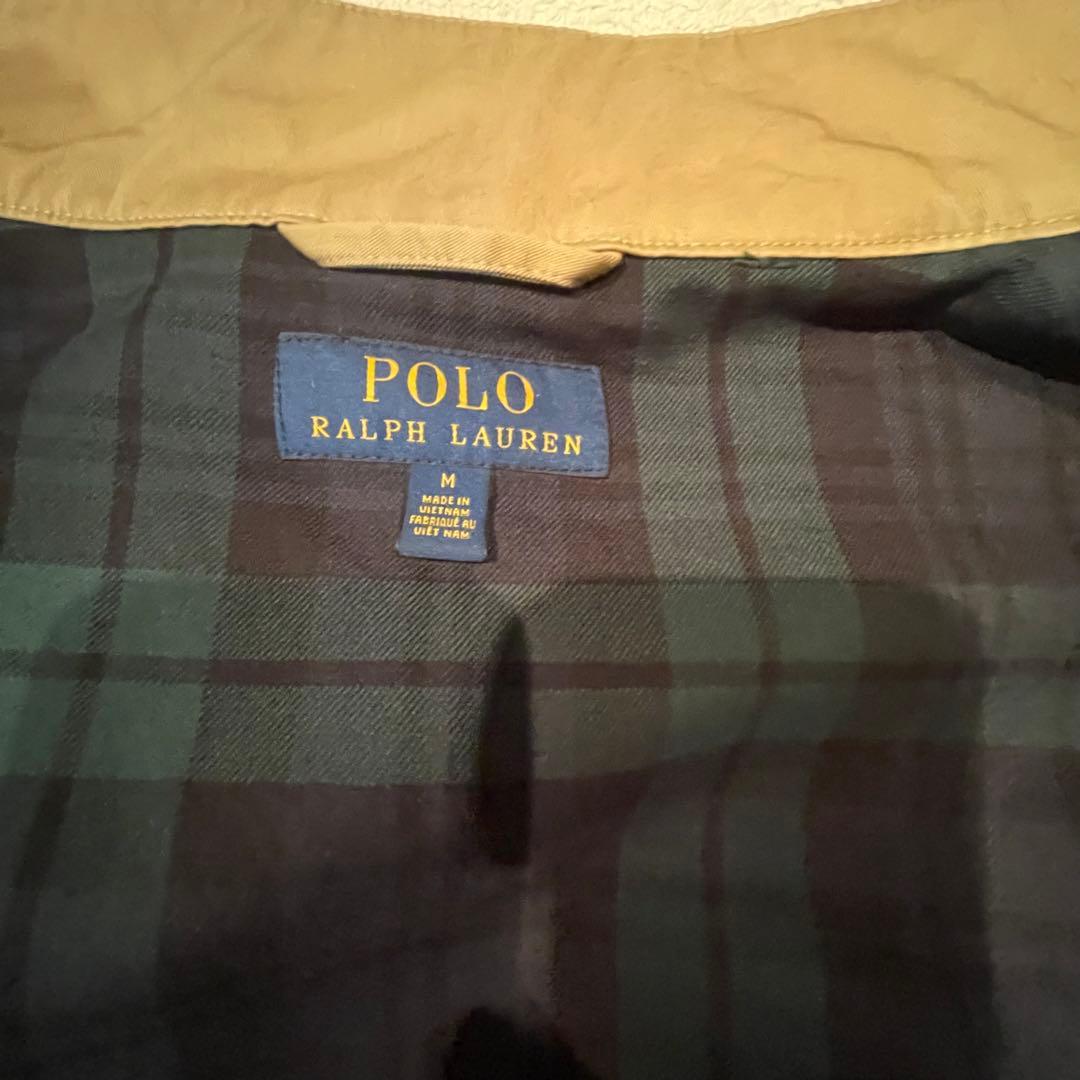 POLO
RALPH LAUREN
M
MADE IN
VIETNAM
FABRIQUÉ AU
VIÊT NAM